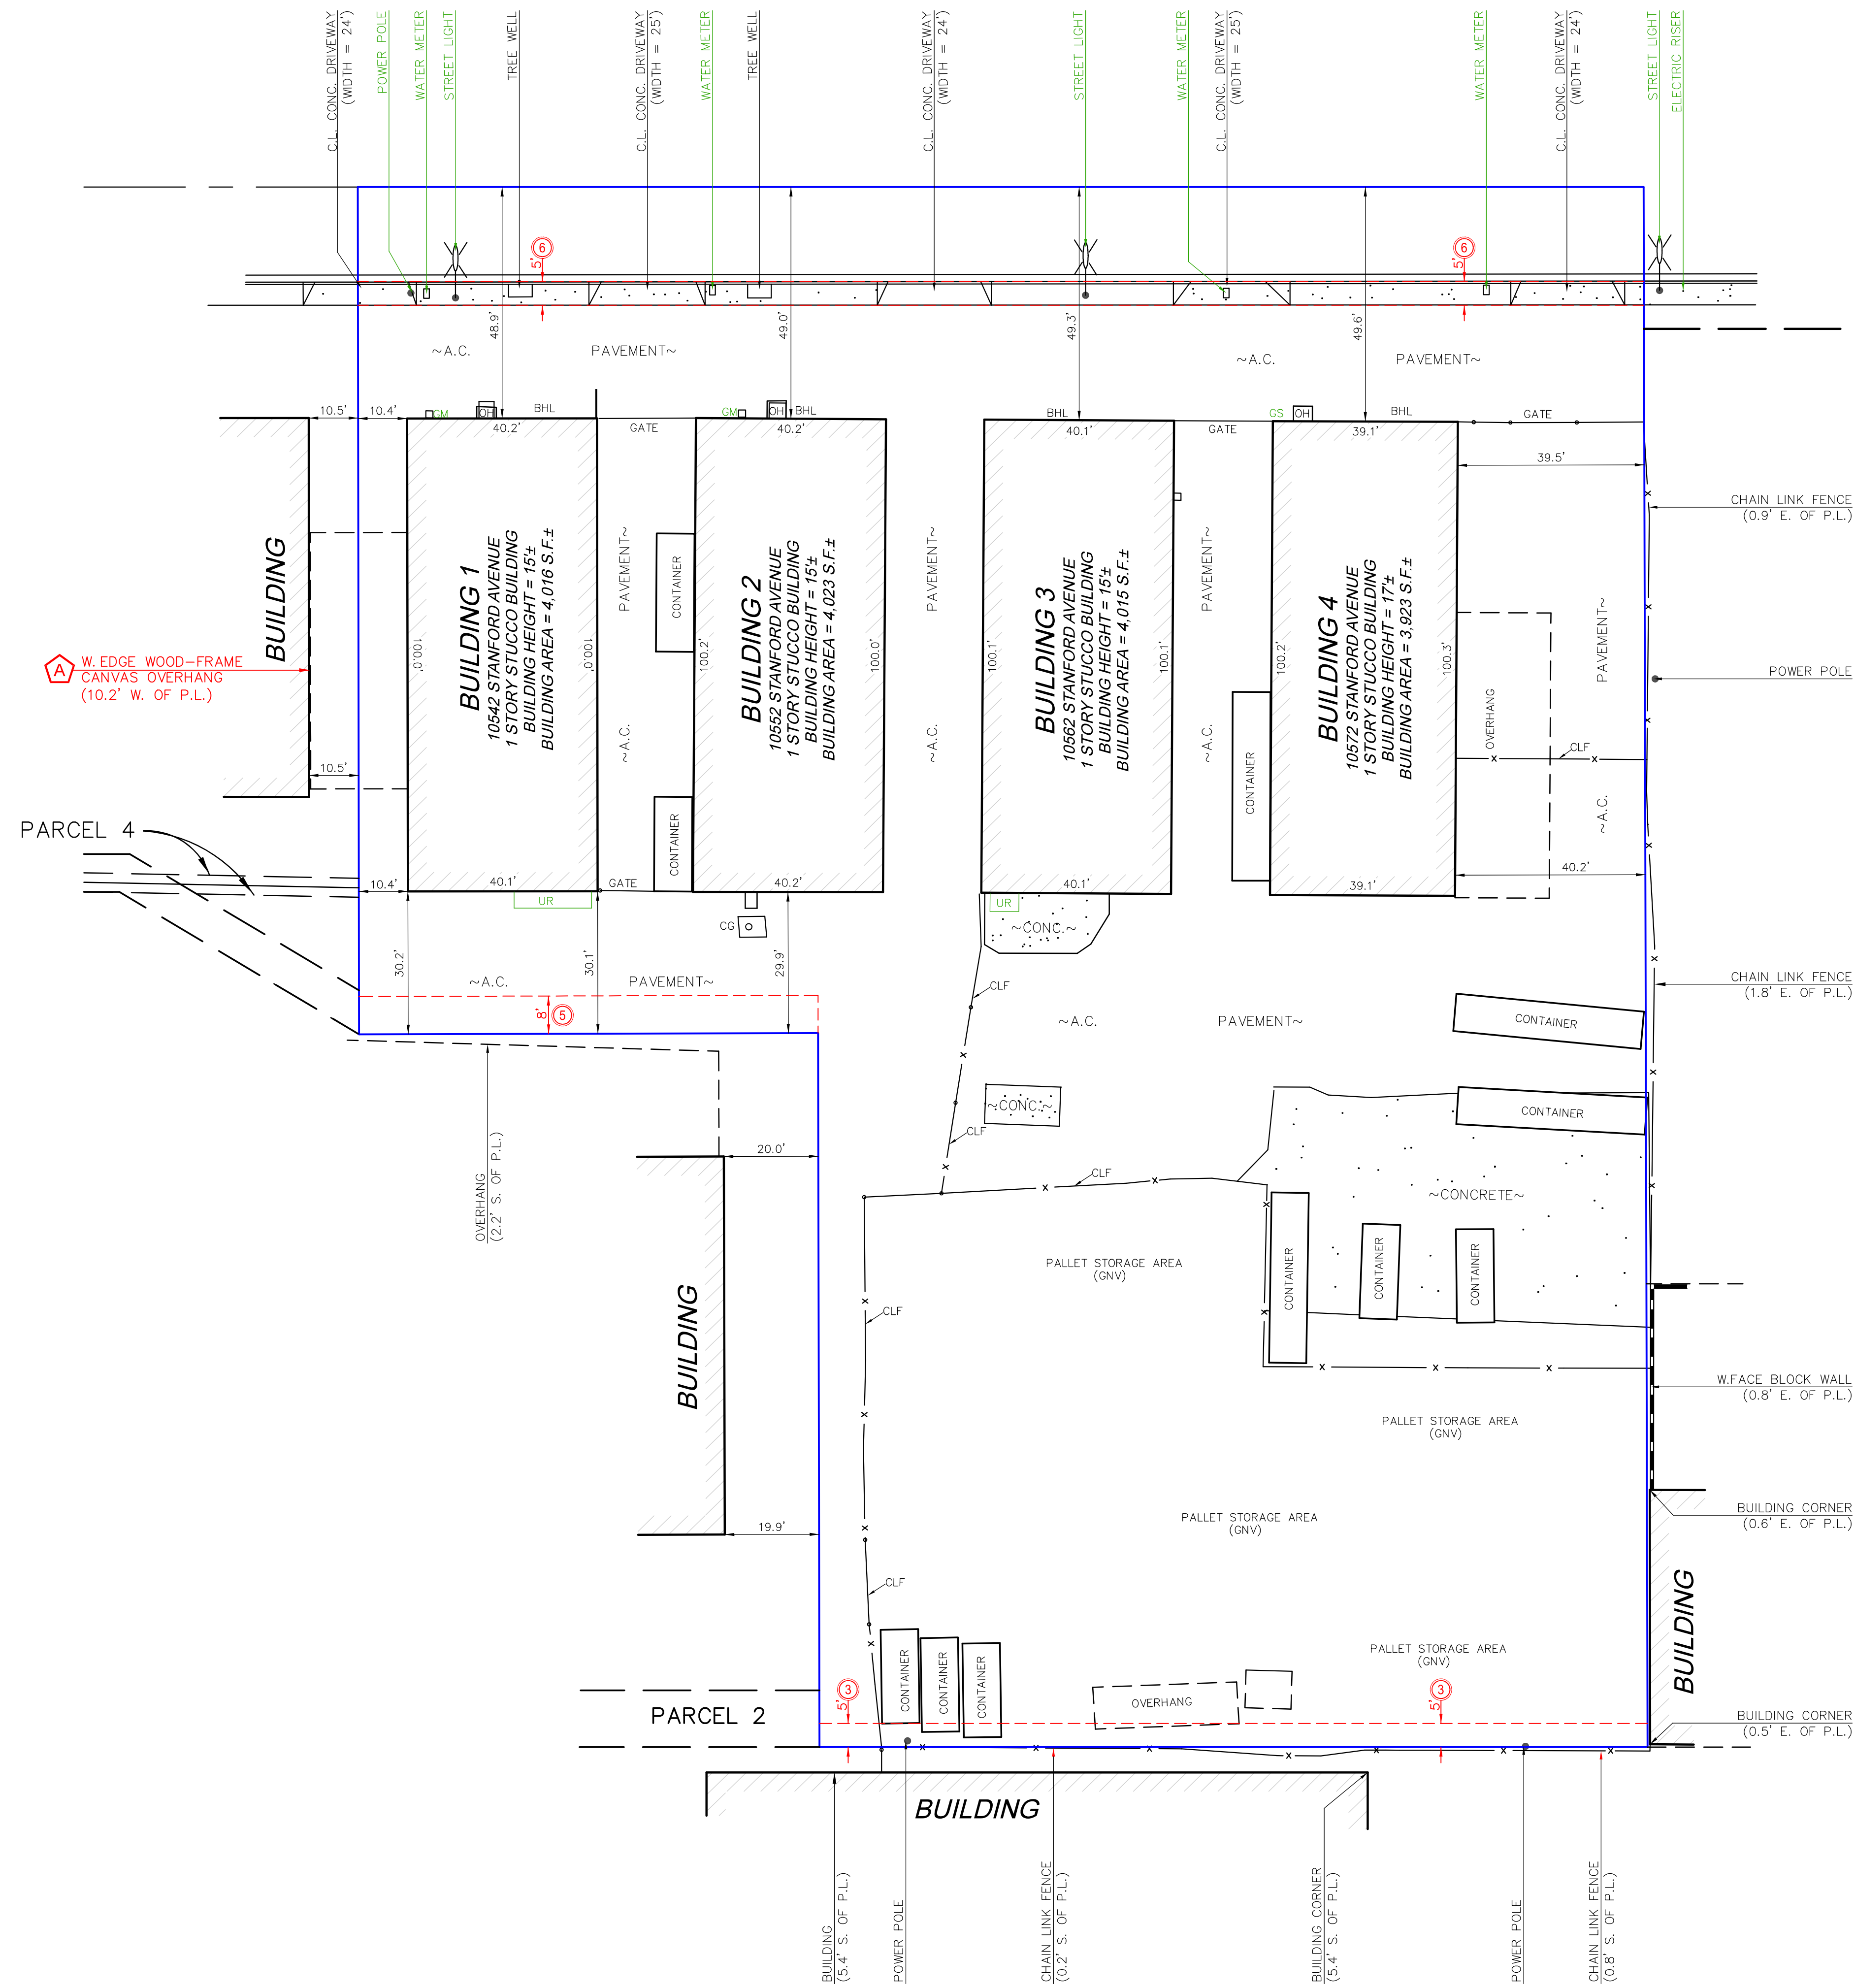 C.L. CONC. DRIVEWAY
(WIDTH = 24')
POWER POLE
WATER METER
STREET LIGHT
TREE WELL
C.L. CONC. DRIVEWAY
(WIDTH = 25')
WATER METER
TREE WELL
C.L. CONC. DRIVEWAY
(WIDTH = 24')
STREET LIGHT
WATER METER
C.L. CONC. DRIVEWAY
(WIDTH = 25')
WATER METER
C.L. CONC. DRIVEWAY
(WIDTH = 24')
STREET LIGHT
ELECTRIC RISER
6
5'
6
5'
48.9'
49.0'
49.3'
49.6'
~A.C.
PAVEMENT~
~A.C.
PAVEMENT~
10.5'
10.4'
GM
OH
BHL
40.2'
GATE
GM
OH
BHL
40.2'
BHL
40.1'
GATE
GS
OH
BHL
39.1'
GATE
39.5'
CHAIN LINK FENCE
(0.9' E. OF P.L.)
BUILDING
100.0'
BUILDING 1
10542 STANFORD AVENUE
1 STORY STUCCO BUILDING
BUILDING HEIGHT = 15'±
BUILDING AREA = 4,016 S.F.±
100.0'
PAVEMENT~
~A.C.
CONTAINER
100.2'
BUILDING 2
10552 STANFORD AVENUE
1 STORY STUCCO BUILDING
BUILDING HEIGHT = 15'±
BUILDING AREA = 4,023 S.F.±
100.0'
PAVEMENT~
~A.C.
100.1'
BUILDING 3
10562 STANFORD AVENUE
1 STORY STUCCO BUILDING
BUILDING HEIGHT = 15'±
BUILDING AREA = 4,015 S.F.±
100.1'
PAVEMENT~
~A.C.
CONTAINER
100.2'
BUILDING 4
10572 STANFORD AVENUE
1 STORY STUCCO BUILDING
BUILDING HEIGHT = 17'±
BUILDING AREA = 3,923 S.F.±
100.3'
OVERHANG
CLF
PAVEMENT~
~A.C.
A
W. EDGE WOOD-FRAME
CANVAS OVERHANG
(10.2' W. OF P.L.)
POWER POLE
10.5'
PARCEL 4
CONTAINER
10.4'
40.1'
GATE
40.2'
40.1'
39.1'
40.2'
UR
UR
CG
~CONC.~
30.2'
30.1'
29.9'
~A.C.
PAVEMENT~
8'
5
CLF
~A.C.
PAVEMENT~
CONTAINER
CHAIN LINK FENCE
(1.8' E. OF P.L.)
~CONC.~
CLF
CONTAINER
OVERHANG
(2.2' S. OF P.L.)
20.0'
CLF
~CONCRETE~
PALLET STORAGE AREA
(GNV)
CONTAINER
CONTAINER
CONTAINER
CLF
BUILDING
W.FACE BLOCK WALL
(0.8' E. OF P.L.)
PALLET STORAGE AREA
(GNV)
PALLET STORAGE AREA
(GNV)
19.9'
BUILDING CORNER
(0.6' E. OF P.L.)
CLF
BUILDING
PALLET STORAGE AREA
(GNV)
CONTAINER
CONTAINER
CONTAINER
OVERHANG
3
5'
3
5'
PARCEL 2
BUILDING CORNER
(0.5' E. OF P.L.)
BUILDING
BUILDING
(5.4' S. OF P.L.)
POWER POLE
CHAIN LINK FENCE
(0.2' S. OF P.L.)
BUILDING CORNER
(5.4' S. OF P.L.)
POWER POLE
CHAIN LINK FENCE
(0.8' S. OF P.L.)